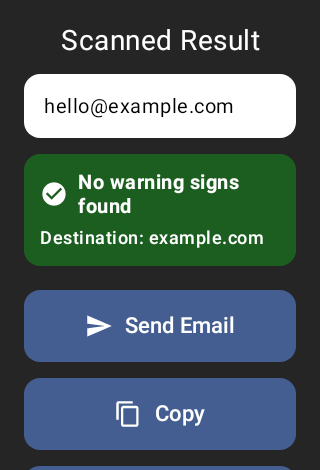 Scanned Result
hello@example.com
No warning signs
found
Destination: example.com
Send Email
Copy